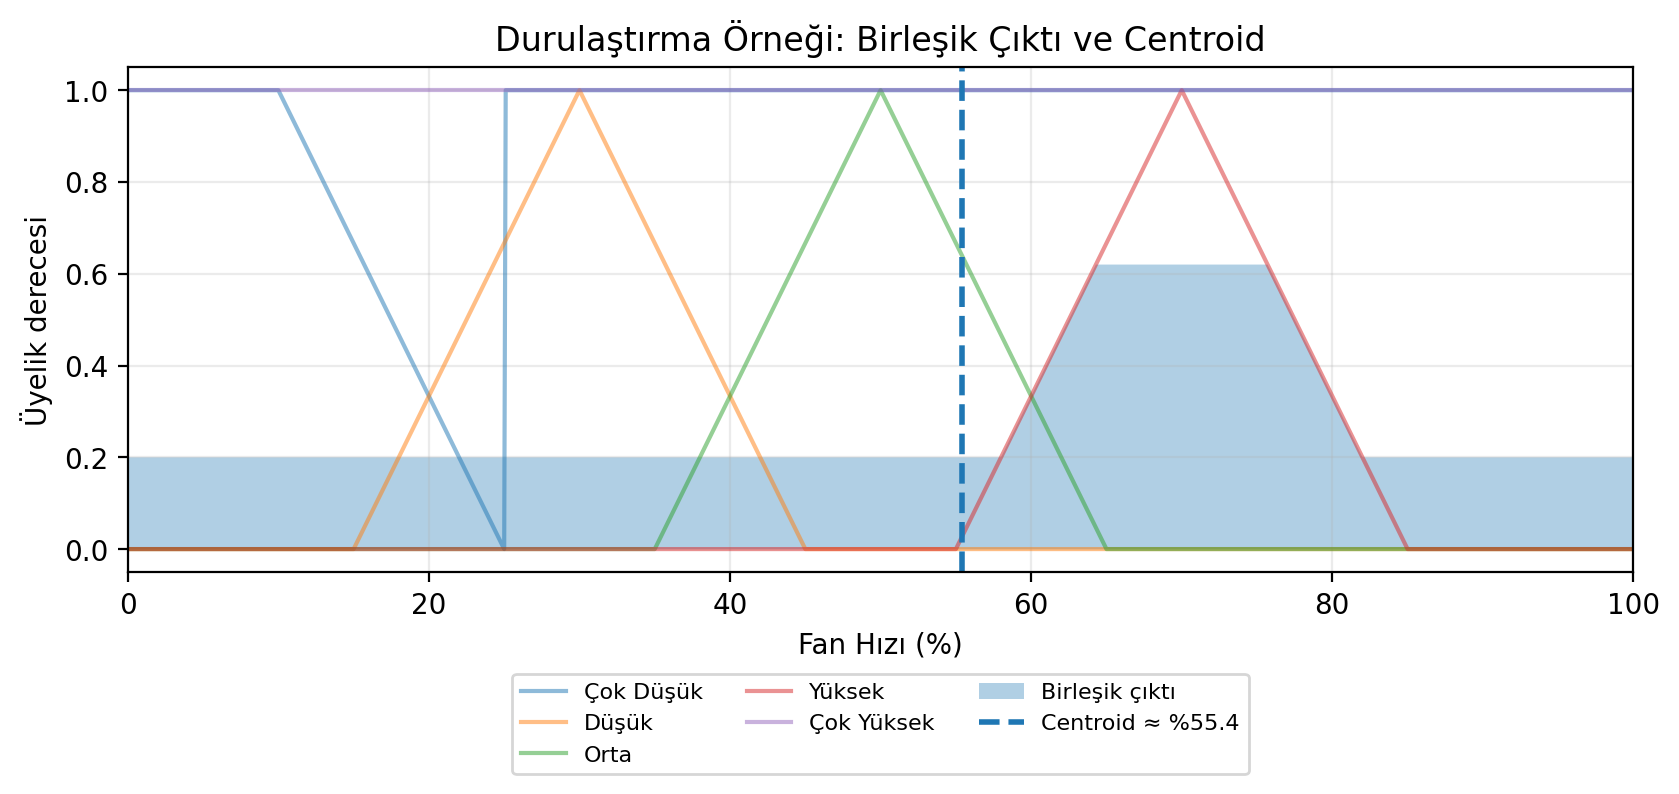 Durulaştırma Örneği: Birleşik Çıktı ve Centroid
Üyelik derecesi
1.0
0.8
0.6
0.4
0.2
0.0
0 20 40 60 80 100
Fan Hızı (%)
Çok Düşük
Düşük
Orta
Yüksek
Çok Yüksek
Birleşik çıktı
Centroid ≈ %55.4